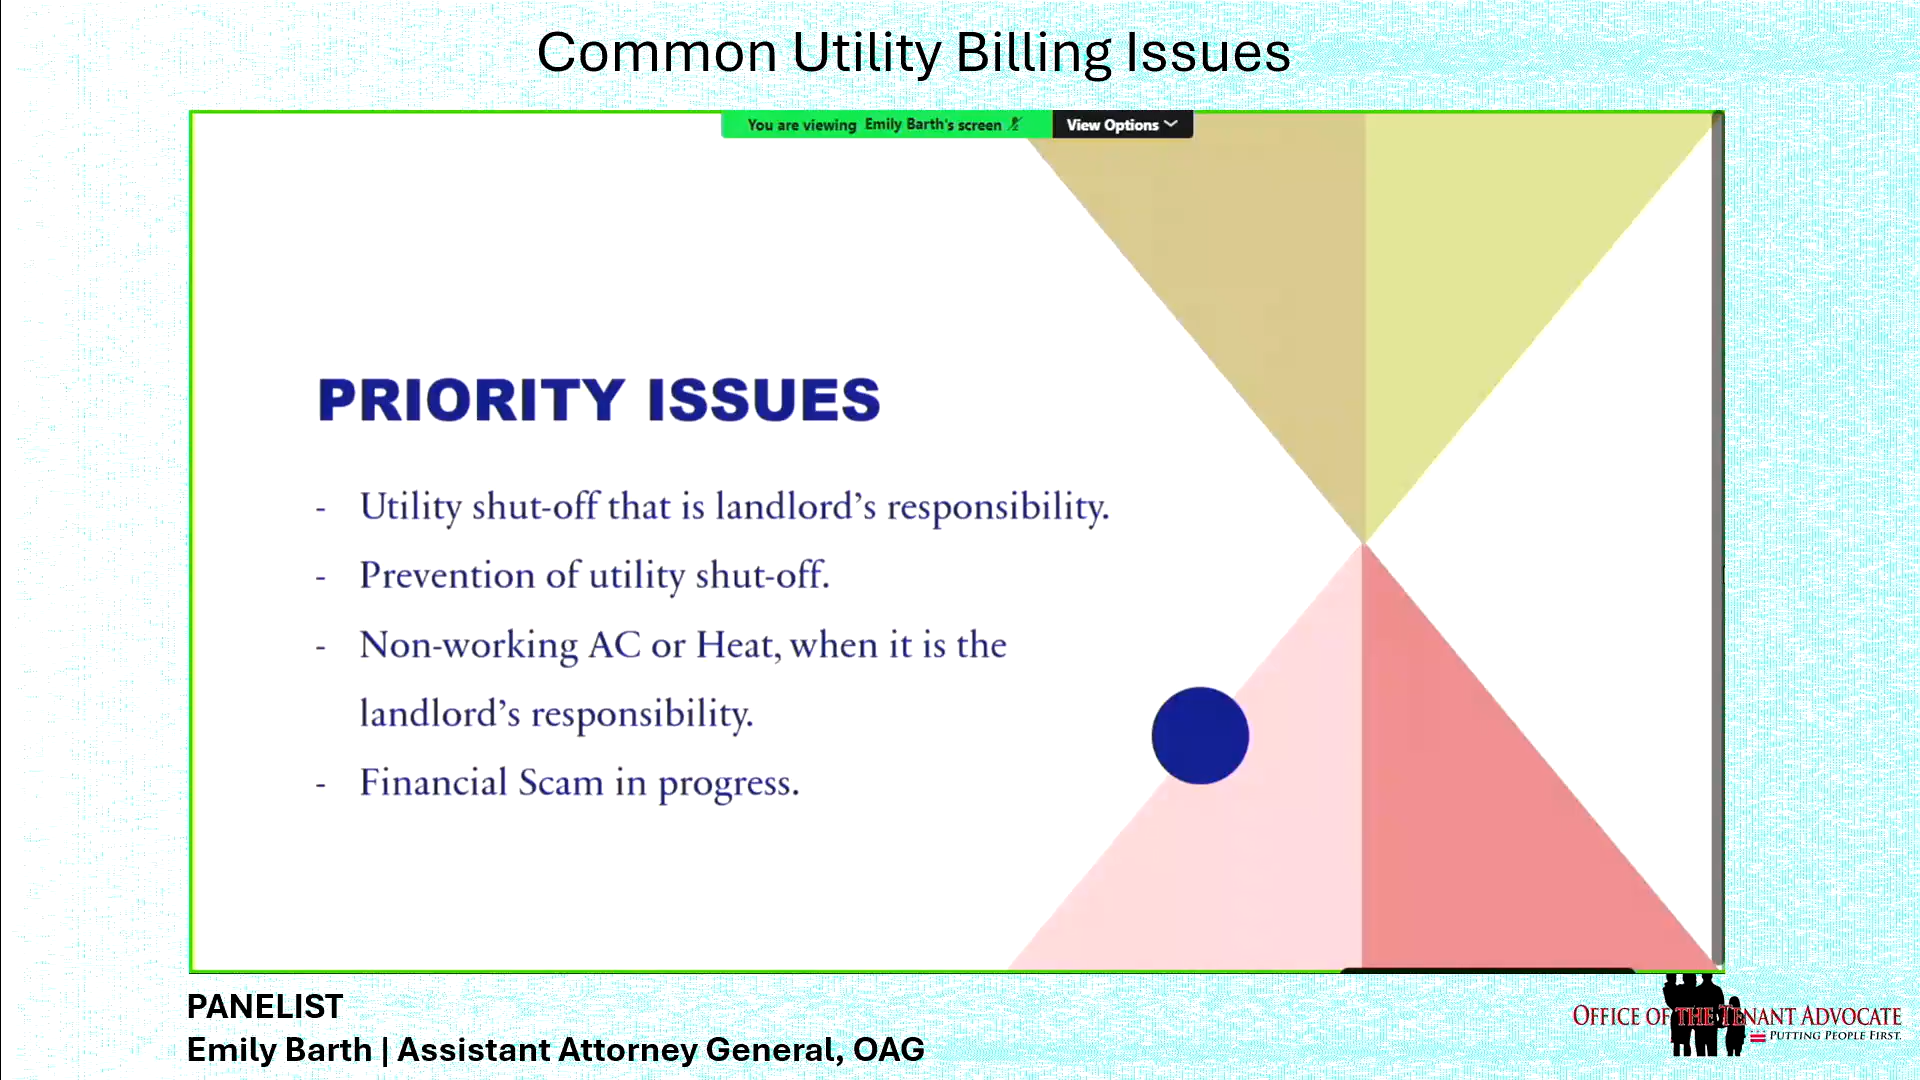 Common Utility Billing Issues
You are viewing Emily Barth's screen View Options
PRIORITY ISSUES
- Utility shut-off that is landlord’s responsibility.
- Prevention of utility shut-off.
- Non-working AC or Heat, when it is the
landlord’s responsibility.
- Financial Scam in progress.
PANELIST
Emily Barth | Assistant Attorney General, OAG
OFFICE OF THE TENANT ADVOCATE
PUTTING PEOPLE FIRST.